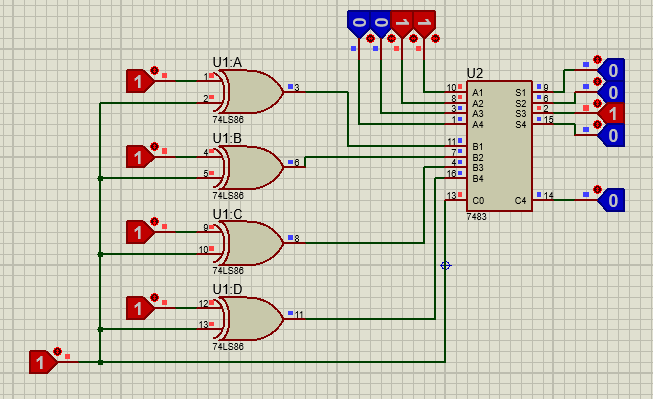 0 0 1 1
U1:A
1 1 3
2
74LS86
U1:B
1 4 6
5
74LS86
U1:C
1 9 8
10
74LS86
U1:D
1 12 11
13
74LS86
1
U2
10 A1 S1 9 0
8 A2 S2 6 0
3 A3 S3 2 1
1 A4 S4 15 0
11 B1
7 B2
4 B3
16 B4
13 C0 C4 14 0
7483